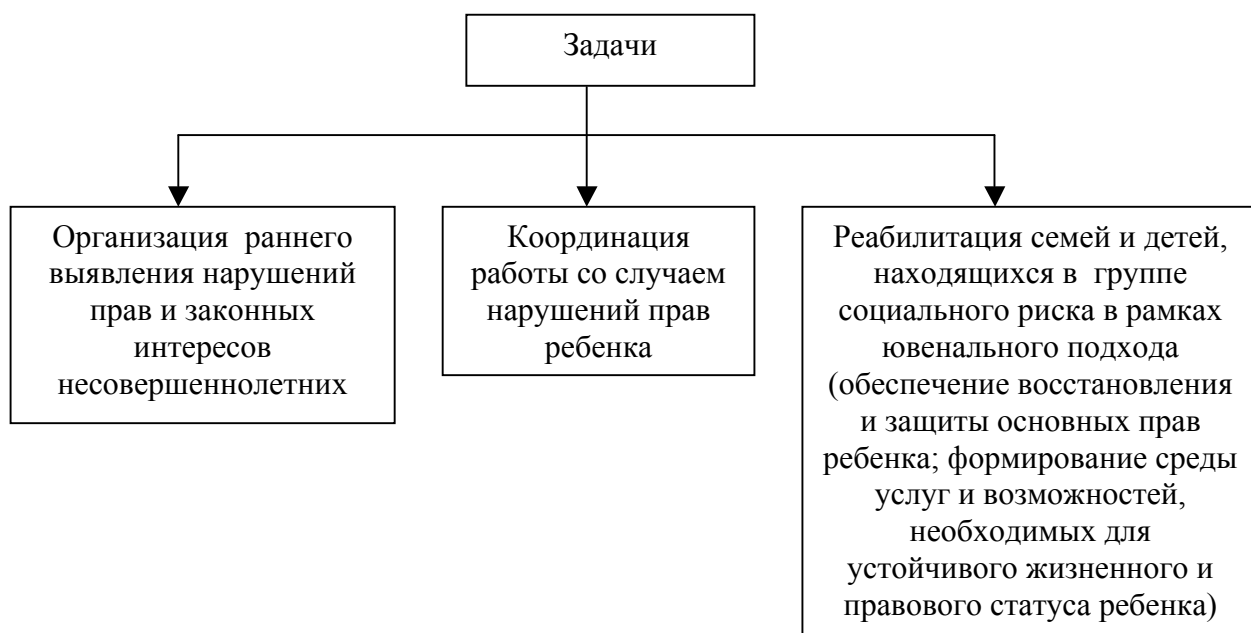 Задачи
Организация раннего
выявления нарушений
прав и законных
интересов
несовершеннолетних
Координация
работы со случаем
нарушений прав
ребенка
Реабилитация семей и детей,
находящихся в группе
социального риска в рамках
ювенального подхода
(обеспечение восстановления
и защиты основных прав
ребенка; формирование среды
услуг и возможностей,
необходимых для
устойчивого жизненного и
правового статуса ребенка)